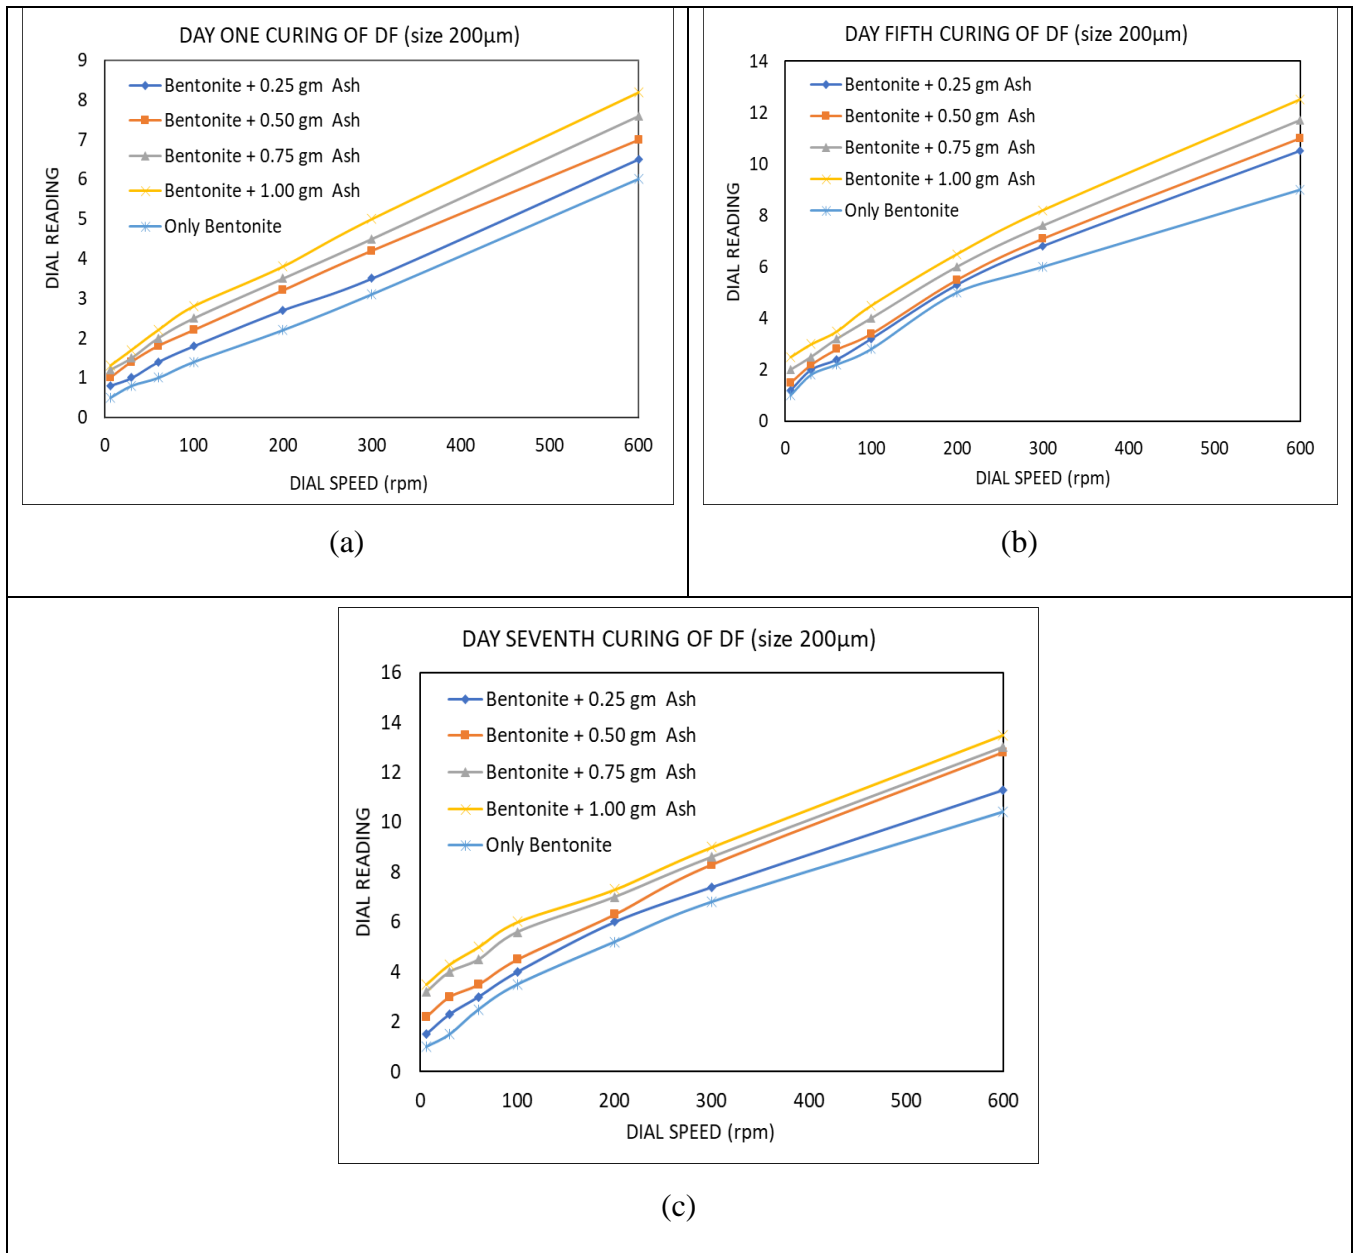 DAY ONE CURING OF DF (size 200µm)
9
8
7
6
5
4
3
2
1
0
DIAL READING
Bentonite + 0.25 gm Ash
Bentonite + 0.50 gm Ash
Bentonite + 0.75 gm Ash
Bentonite + 1.00 gm Ash
Only Bentonite
0 100 200 300 400 500 600
DIAL SPEED (rpm)
(a)
DAY FIFTH CURING OF DF (size 200µm)
14
12
10
8
6
4
2
0
DIAL READING
Bentonite + 0.25 gm Ash
Bentonite + 0.50 gm Ash
Bentonite + 0.75 gm Ash
Bentonite + 1.00 gm Ash
Only Bentonite
0 100 200 300 400 500 600
DIAL SPEED (rpm)
(b)
DAY SEVENTH CURING OF DF (size 200µm)
16
14
12
10
8
6
4
2
0
DIAL READING
Bentonite + 0.25 gm Ash
Bentonite + 0.50 gm Ash
Bentonite + 0.75 gm Ash
Bentonite + 1.00 gm Ash
Only Bentonite
0 100 200 300 400 500 600
DIAL SPEED (rpm)
(c)